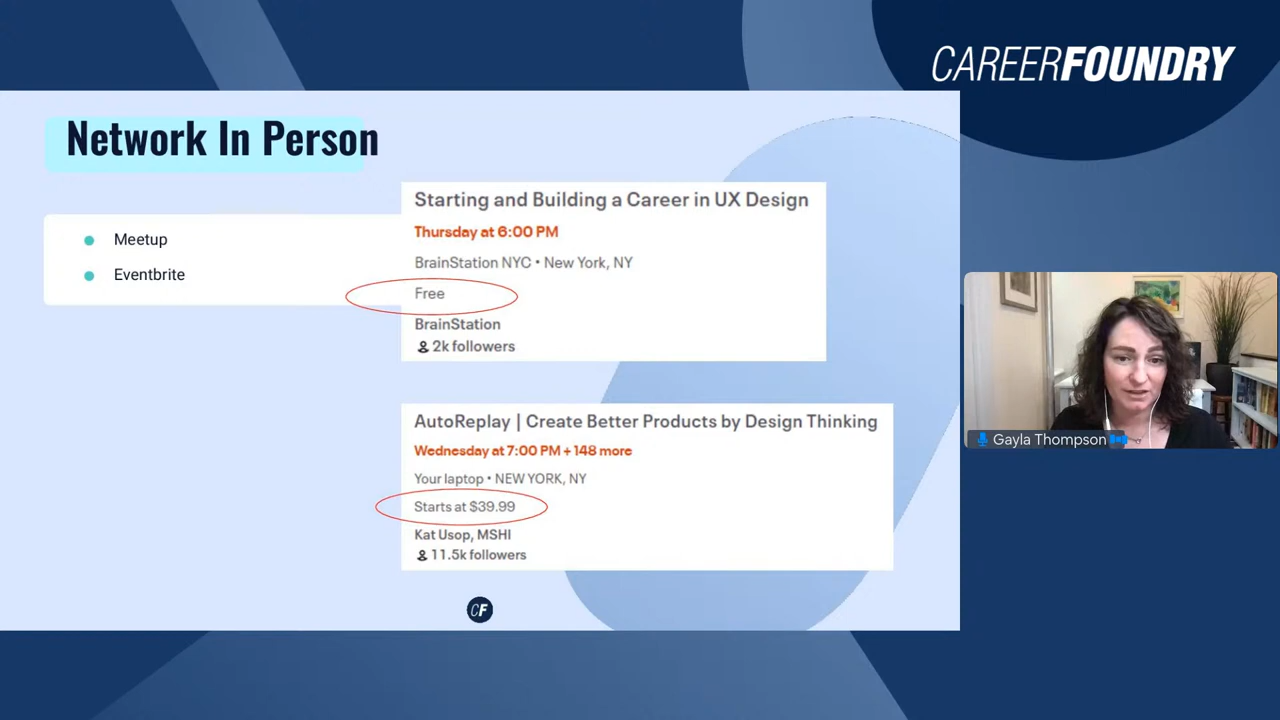 CAREERFOUNDRY
Network In Person
Meetup
Eventbrite
Starting and Building a Career in UX Design
Thursday at 6:00 PM
BrainStation NYC • New York, NY
Free
BrainStation
2k followers
AutoReplay | Create Better Products by Design Thinking
Wednesday at 7:00 PM + 148 more
Your laptop • NEW YORK, NY
Starts at $39.99
Kat Usop, MSHI
11.5k followers
CF
Gayla Thompson